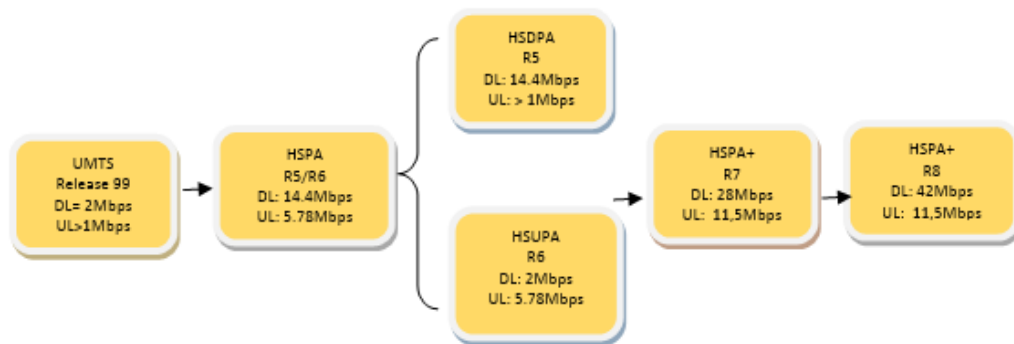 UMTS
Release 99
DL= 2Mbps
UL>1Mbps
HSPA
R5/R6
DL: 14.4Mbps
UL: 5.78Mbps
HSDPA
R5
DL: 14.4Mbps
UL: > 1Mbps
HSUPA
R6
DL: 2Mbps
UL: 5.78Mbps
HSPA+
R7
DL: 28Mbps
UL: 11,5Mbps
HSPA+
R8
DL: 42Mbps
UL: 11,5Mbps